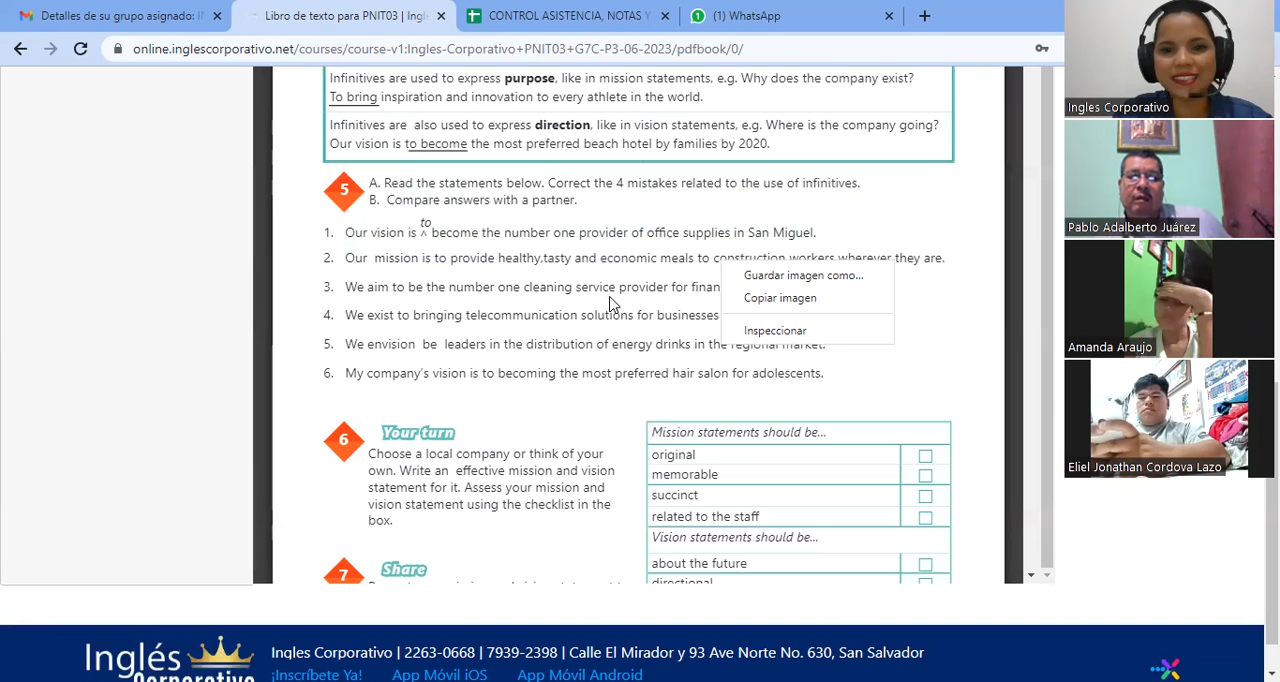 Detalles de su grupo asignado: IN
Libro de texto para PNIT03 | Ingl
CONTROL ASISTENCIA, NOTAS Y
(1) WhatsApp
online.inglescorporativo.net/courses/course-v1:Ingles-Corporativo+PNIT03+G7C-P3-06-2023/pdfbook/0/
Infinitives are used to express purpose, like in mission statements, e.g. Why does the company exist?
To bring inspiration and innovation to every athlete in the world.
Infinitives are also used to express direction, like in vision statements, e.g. Where is the company going?
Our vision is to become the most preferred beach hotel by families by 2020.
5
A. Read the statements below. Correct the 4 mistakes related to the use of infinitives.
B. Compare answers with a partner.
to
1. Our vision is ^ become the number one provider of office supplies in San Miguel.
2. Our mission is to provide healthy,tasty and economic meals to construction workers wherever they are.
3. We aim to be the number one cleaning service provider for finan
4. We exist to bringing telecommunication solutions for businesses
5. We envision be leaders in the distribution of energy drinks in the regional market.
6. My company's vision is to becoming the most preferred hair salon for adolescents.
Guardar imagen como...
Copiar imagen
Inspeccionar
6
Your turn
Choose a local company or think of your
own. Write an effective mission and vision
statement for it. Assess your mission and
vision statement using the checklist in the
box.
Mission statements should be...
original
memorable
succinct
related to the staff
Vision statements should be...
about the future
directional
7
Share
Inglés
Corporativo
Ingles Corporativo | 2263-0668 | 7939-2398 | Calle El Mirador y 93 Ave Norte No. 630, San Salvador
¡Inscríbete Ya!
App Móvil iOS
App Móvil Android
Ingles Corporativo
Pablo Adalberto Juárez
Amanda Araujo
Eliel Jonathan Cordova Lazo